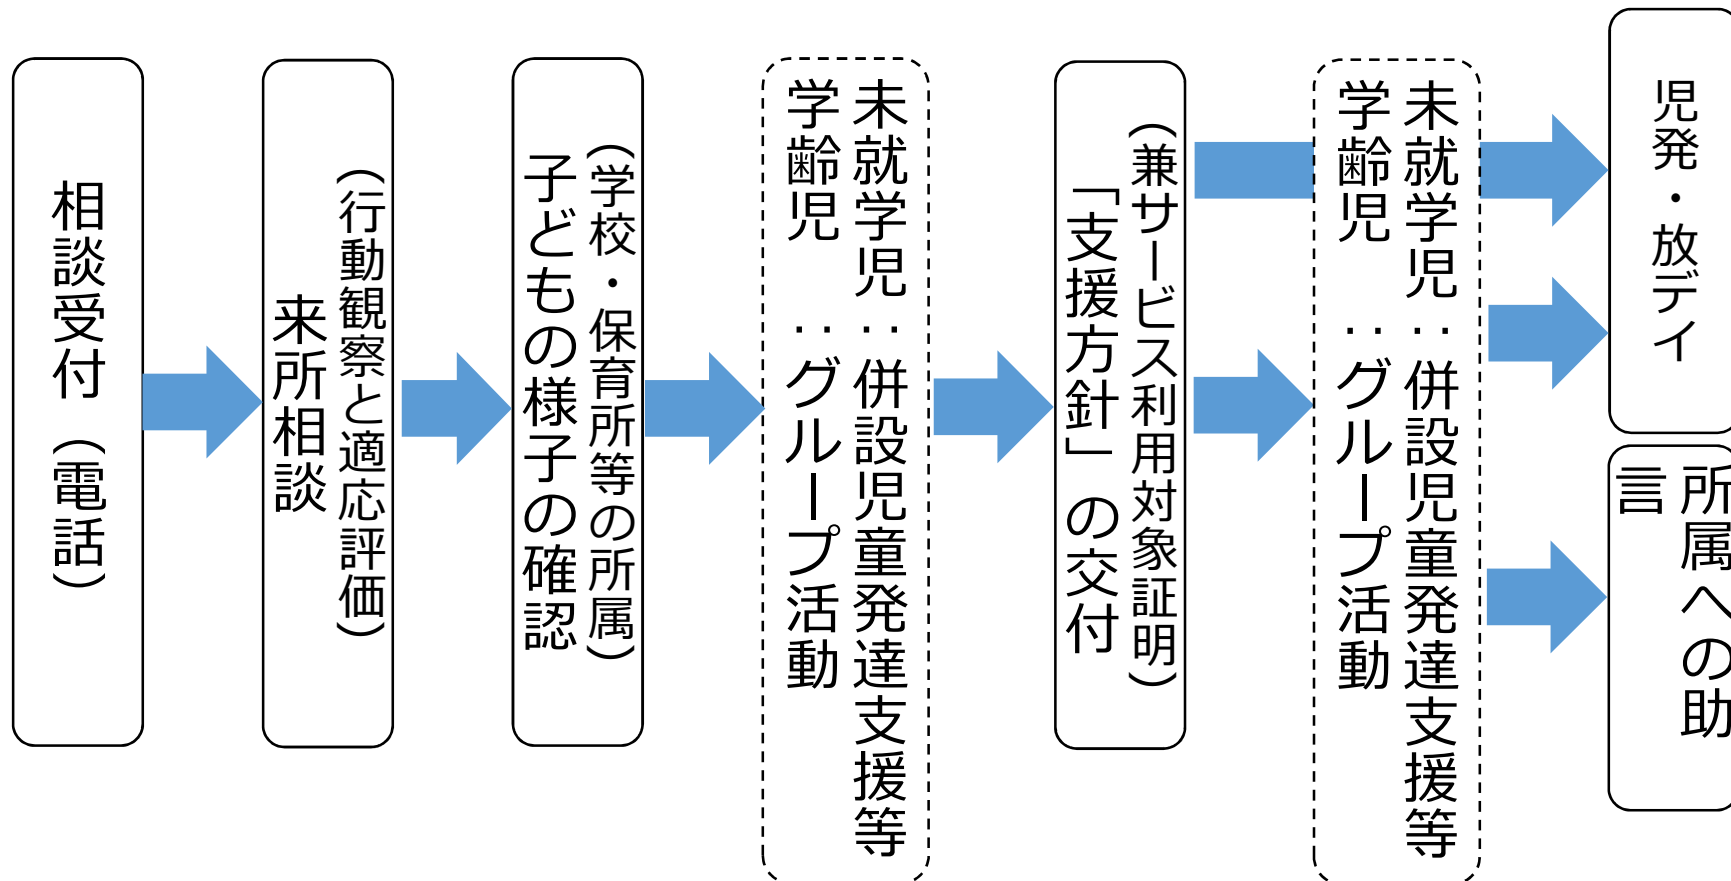 相談受付（電話）
（行動観察と適応評価）
来所相談
（学校・保育所等の所属）
子どもの様子の確認
未就学児：併設児童発達支援等
学齢児　：グループ活動
（兼サービス利用対象証明）
「支援方針」の交付
未就学児：併設児童発達支援等
学齢児　：グループ活動
児発・放デイ
所属への助
言